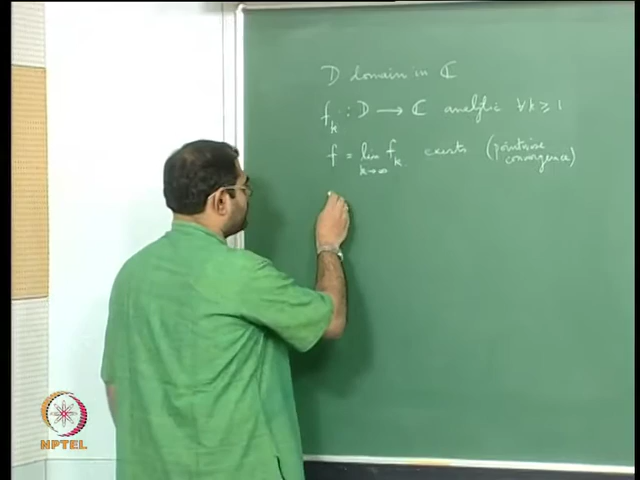 D domain in ℂ
f_k : D → ℂ analytic ∀ k ≥ 1
f = lim_{k→∞} f_k exists (pointwise convergence)
NPTEL